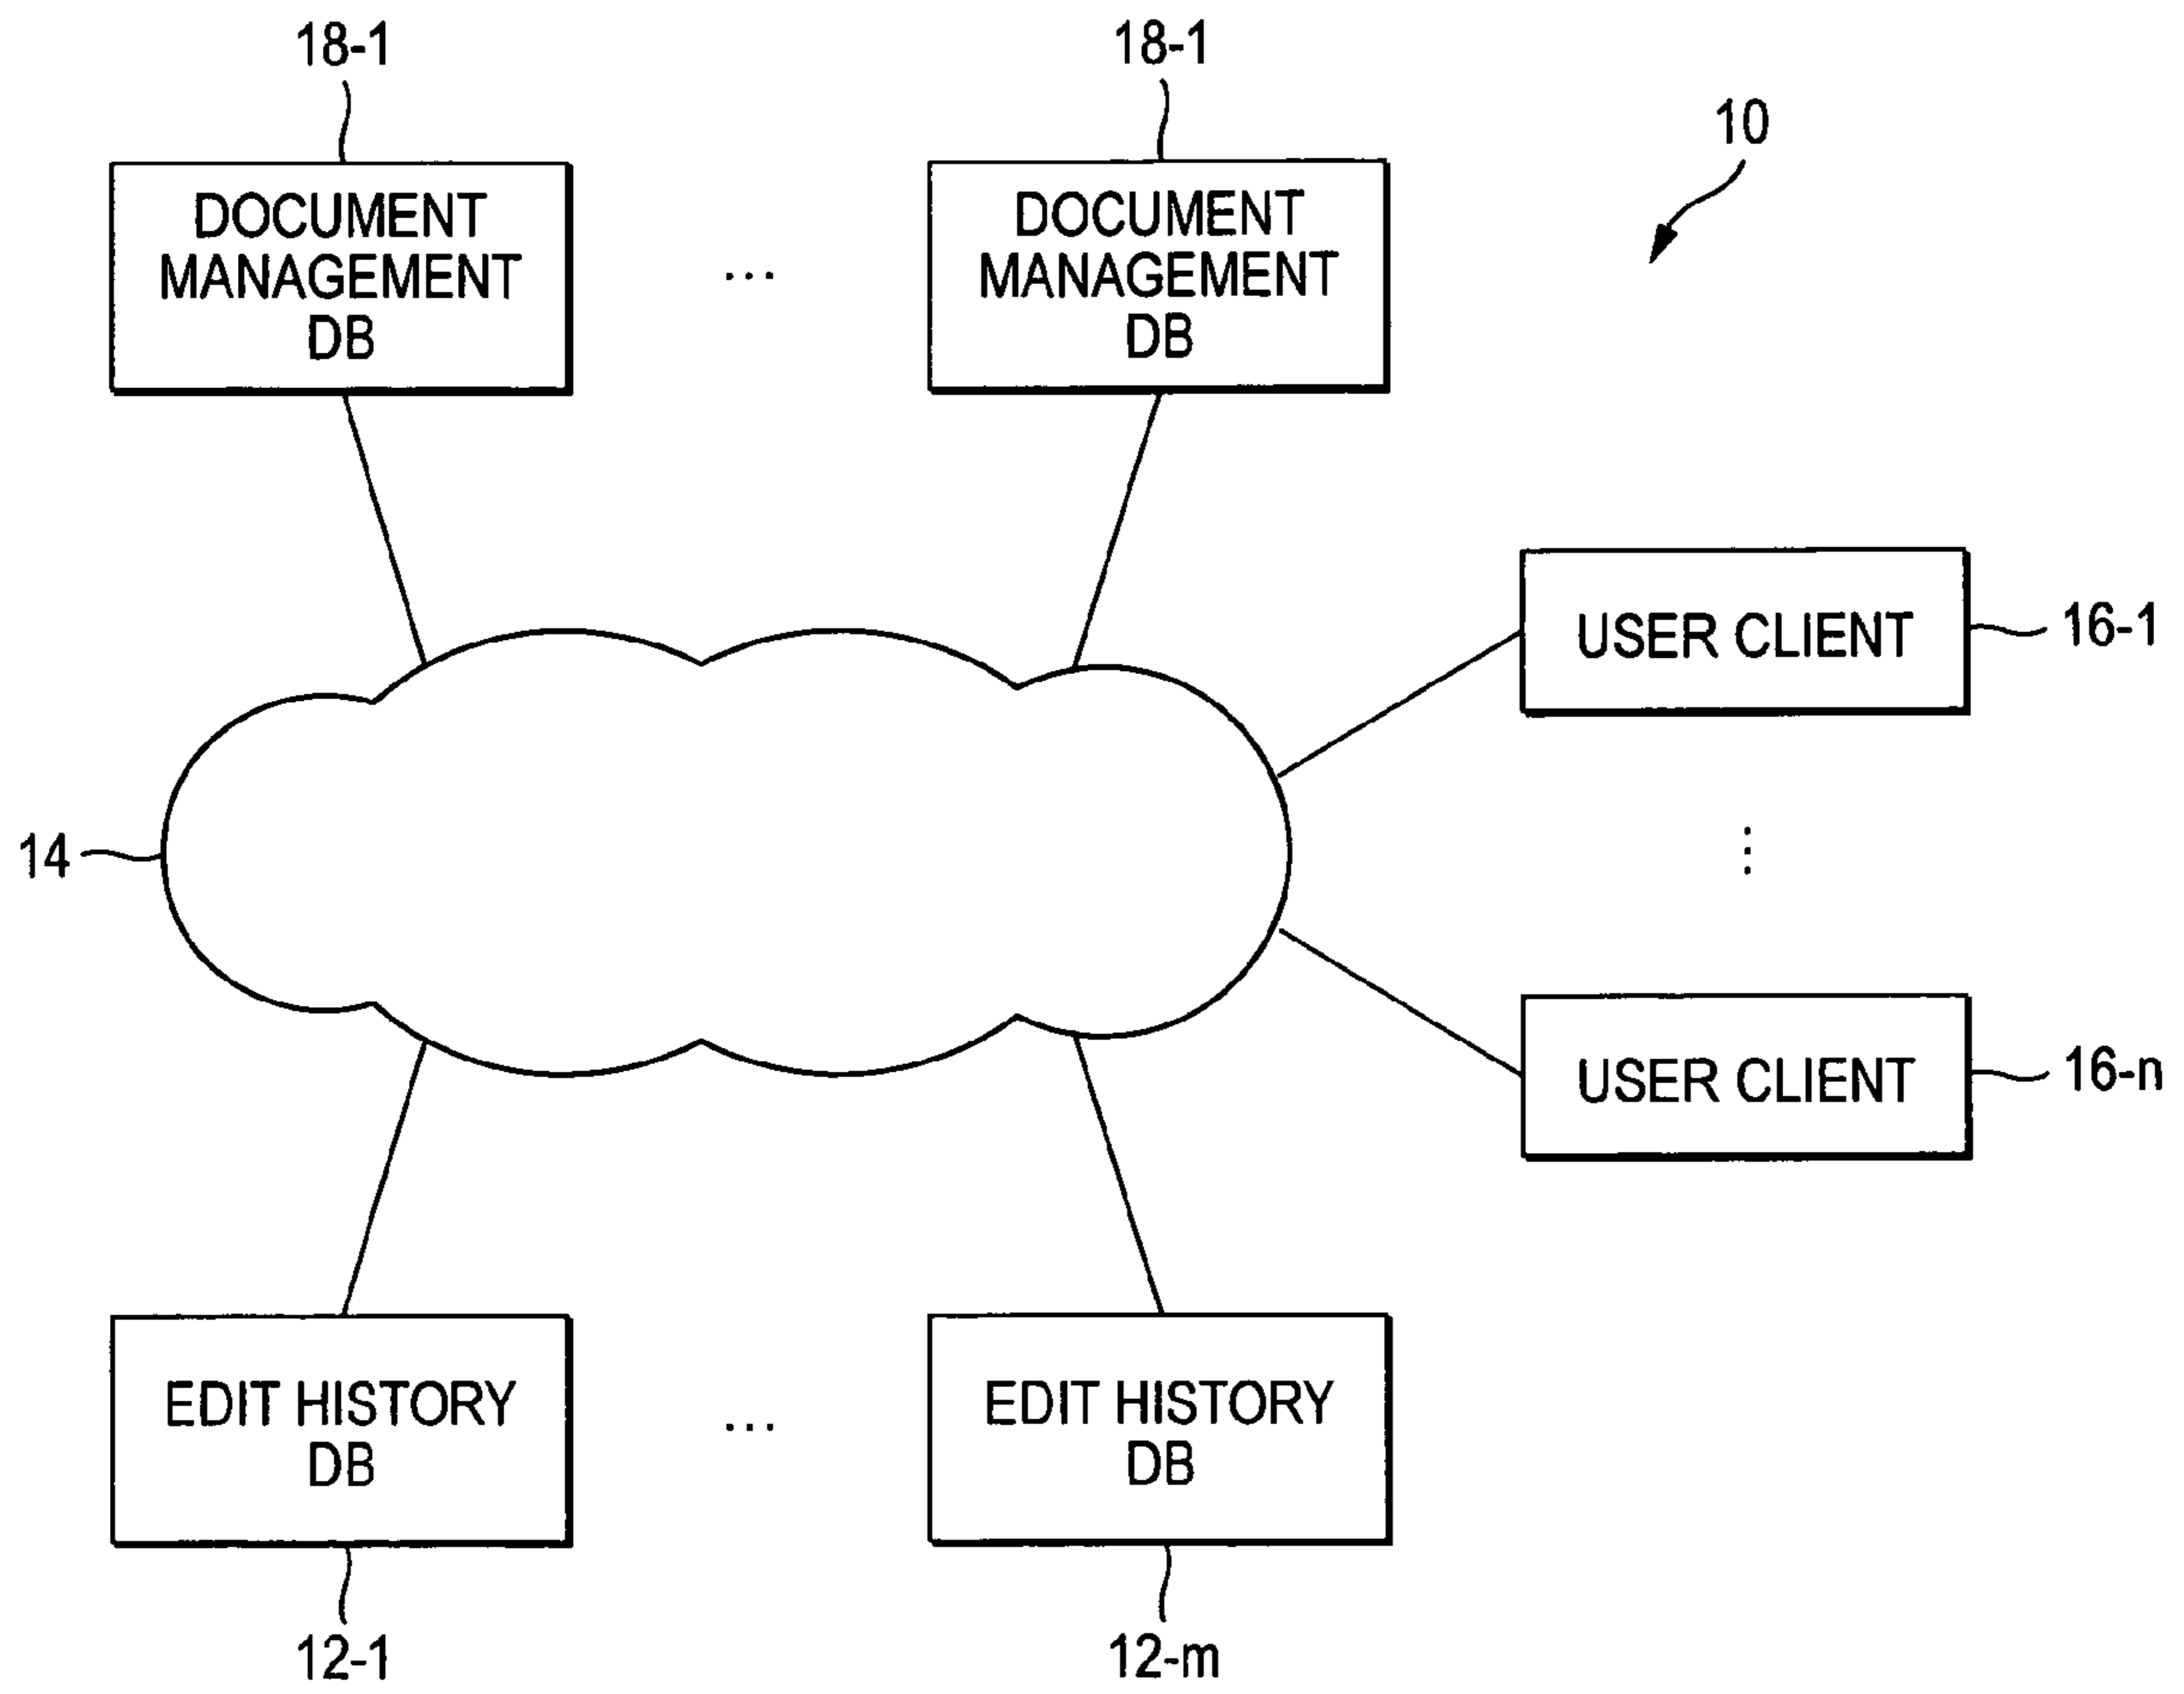 18-1
18-1
10
DOCUMENT
MANAGEMENT
DB
...
DOCUMENT
MANAGEMENT
DB
USER CLIENT
16-1
14
⋮
USER CLIENT
16-n
EDIT HISTORY
DB
...
EDIT HISTORY
DB
12-1
12-m